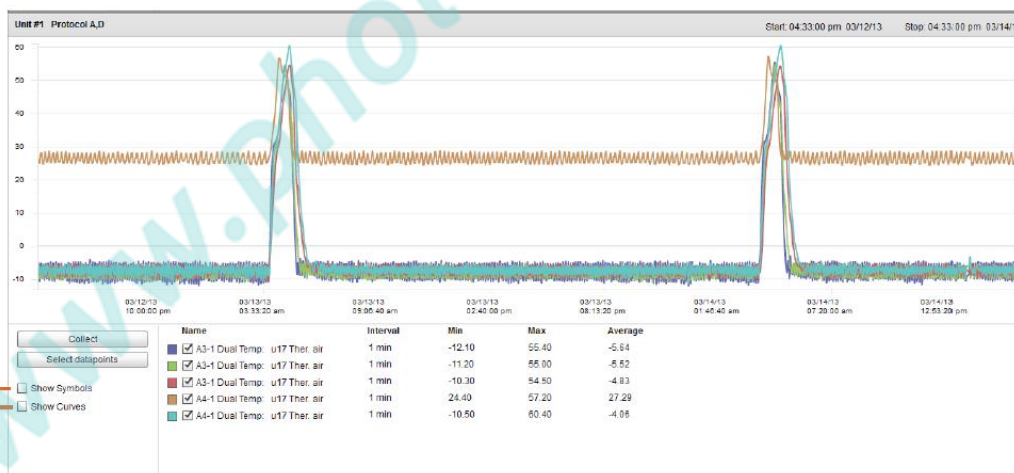 Unit #1 Protocol A,D
Start: 04:33:00 pm 03/12/13 Stop: 04:33:00 pm 03/14/1
60
50
40
30
20
10
0
-10
03/12/13 03/13/13 03/13/13 03/13/13 03/13/13 03/14/13 03/14/13 03/14/13
10:00:00 pm 03:33:20 am 09:06:40 am 02:40:00 pm 08:13:20 pm 01:46:40 am 07:20:00 am 12:53:20 pm
Collect
Select datapoints
Show Symbols
Show Curves
Name Interval Min Max Average
A3-1 Dual Temp: u17 Ther. air 1 min -12.10 55.40 -5.64
A3-1 Dual Temp: u17 Ther. air 1 min -11.20 55.00 -5.52
A3-1 Dual Temp: u17 Ther. air 1 min -10.30 54.50 -4.83
A4-1 Dual Temp: u17 Ther. air 1 min 24.40 57.20 27.29
A4-1 Dual Temp: u17 Ther. air 1 min -10.50 60.40 -4.06
www.phot